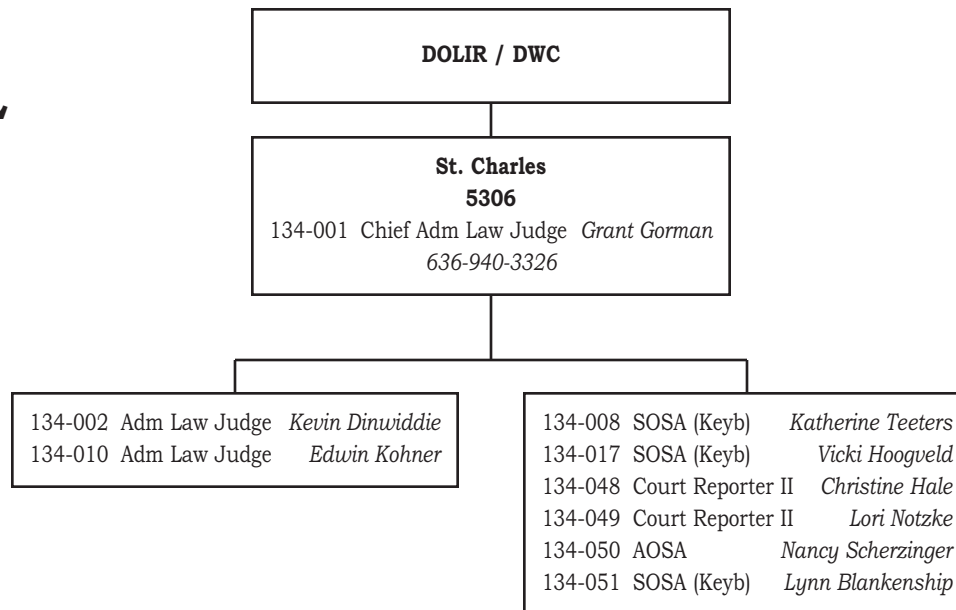 DOLIR / DWC
St. Charles
5306
134-001 Chief Adm Law Judge Grant Gorman
636-940-3326
134-002 Adm Law Judge Kevin Dinwiddie
134-010 Adm Law Judge Edwin Kohner
134-008 SOSA (Keyb) Katherine Teeters
134-017 SOSA (Keyb) Vicki Hoogveld
134-048 Court Reporter II Christine Hale
134-049 Court Reporter II Lori Notzke
134-050 AOSA Nancy Scherzinger
134-051 SOSA (Keyb) Lynn Blankenship